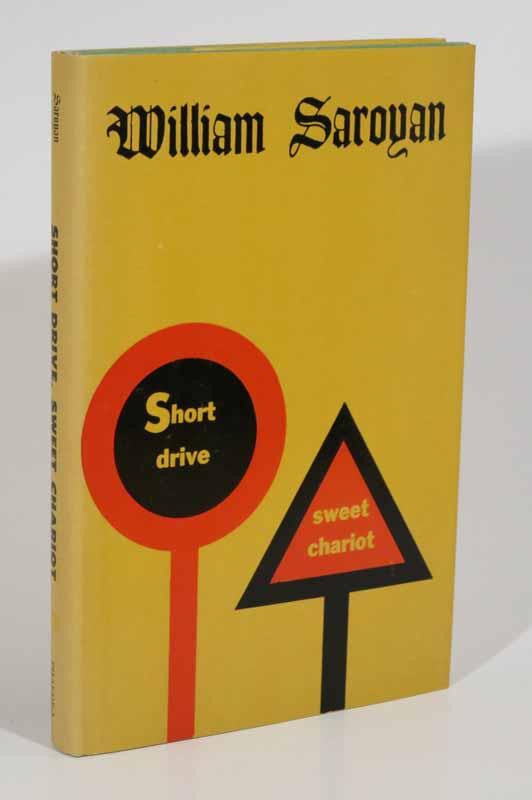 William Saroyan
Short
drive
sweet
chariot
Saroyan
SHORT DRIVE, SWEET CHARIOT